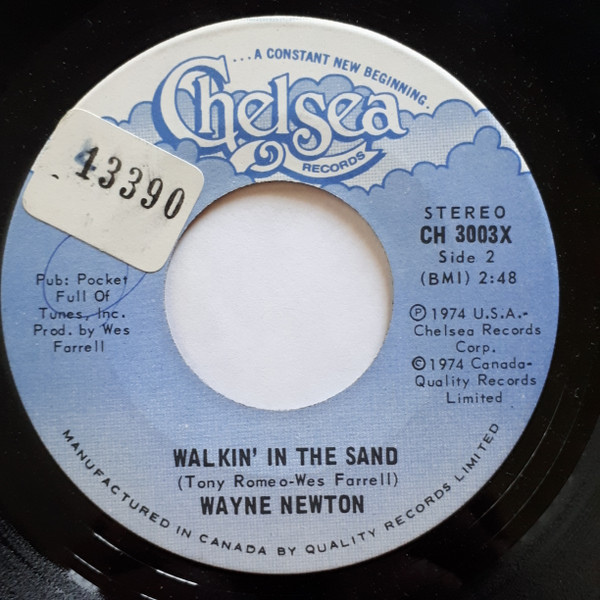 ...A CONSTANT NEW BEGINNING.
Chelsea
RECORDS
13390
STEREO
CH 3003X
Side 2
(BMI) 2:48
Pub: Pocket
Full Of
Tunes, Inc.
Prod. by Wes
Farrell
℗ 1974 U.S.A.-
Chelsea Records
Corp.
© 1974 Canada-
Quality Records
Limited
WALKIN' IN THE SAND
(Tony Romeo-Wes Farrell)
WAYNE NEWTON
MANUFACTURED IN CANADA BY QUALITY RECORDS LIMITED